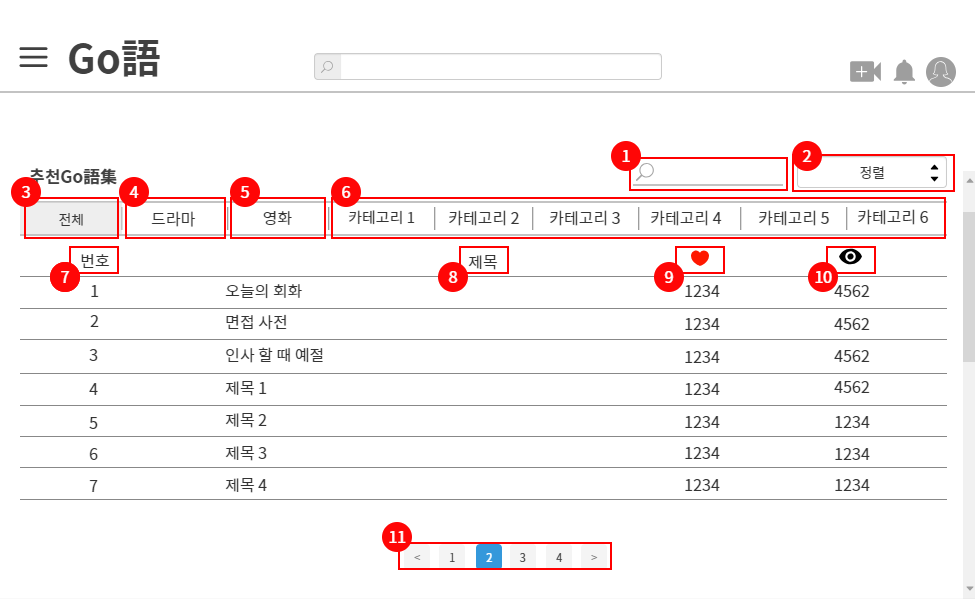 Go語
1
2
추천Go語集
정렬
3
4
5
6
전체
드라마
영화
카테고리 1
카테고리 2
카테고리 3
카테고리 4
카테고리 5
카테고리 6
번호
제목
7
8
9
10
1 오늘의 회화 1234 4562
2 면접 사전 1234 4562
3 인사 할 때 예절 1234 4562
4 제목 1 1234 4562
5 제목 2 1234 1234
6 제목 3 1234 1234
7 제목 4 1234 1234
11
< 1 2 3 4 >